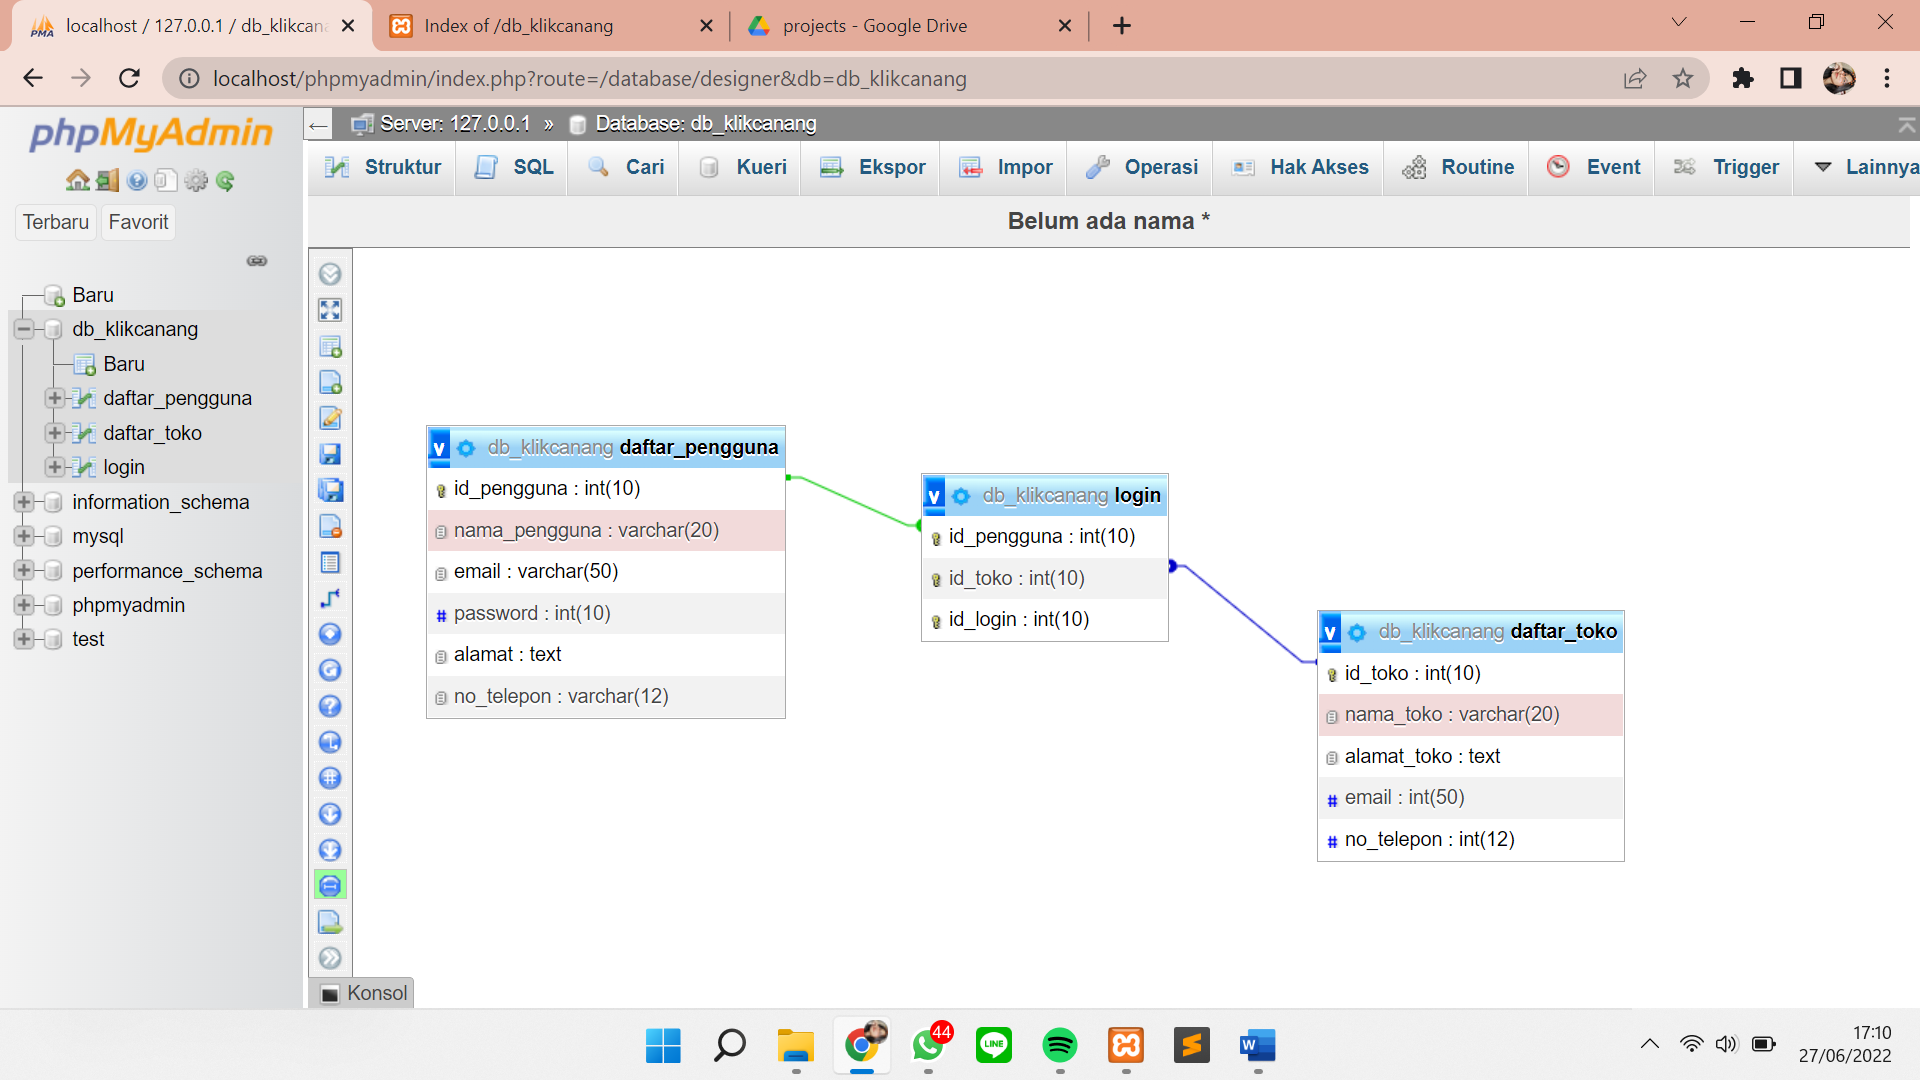 localhost / 127.0.0.1 / db_klikcan
Index of /db_klikcanang
projects - Google Drive
localhost/phpmyadmin/index.php?route=/database/designer&db=db_klikcanang
phpMyAdmin
Server: 127.0.0.1 » Database: db_klikcanang
Struktur
SQL
Cari
Kueri
Ekspor
Impor
Operasi
Hak Akses
Routine
Event
Trigger
Lainnya
Terbaru
Favorit
Belum ada nama *
Baru
db_klikcanang
Baru
daftar_pengguna
daftar_toko
login
information_schema
mysql
performance_schema
phpmyadmin
test
v db_klikcanang daftar_pengguna
id_pengguna : int(10)
nama_pengguna : varchar(20)
email : varchar(50)
# password : int(10)
alamat : text
no_telepon : varchar(12)
v db_klikcanang login
id_pengguna : int(10)
id_toko : int(10)
id_login : int(10)
v db_klikcanang daftar_toko
id_toko : int(10)
nama_toko : varchar(20)
alamat_toko : text
# email : int(50)
# no_telepon : int(12)
Konsol
44
LINE
W
17:10
27/06/2022